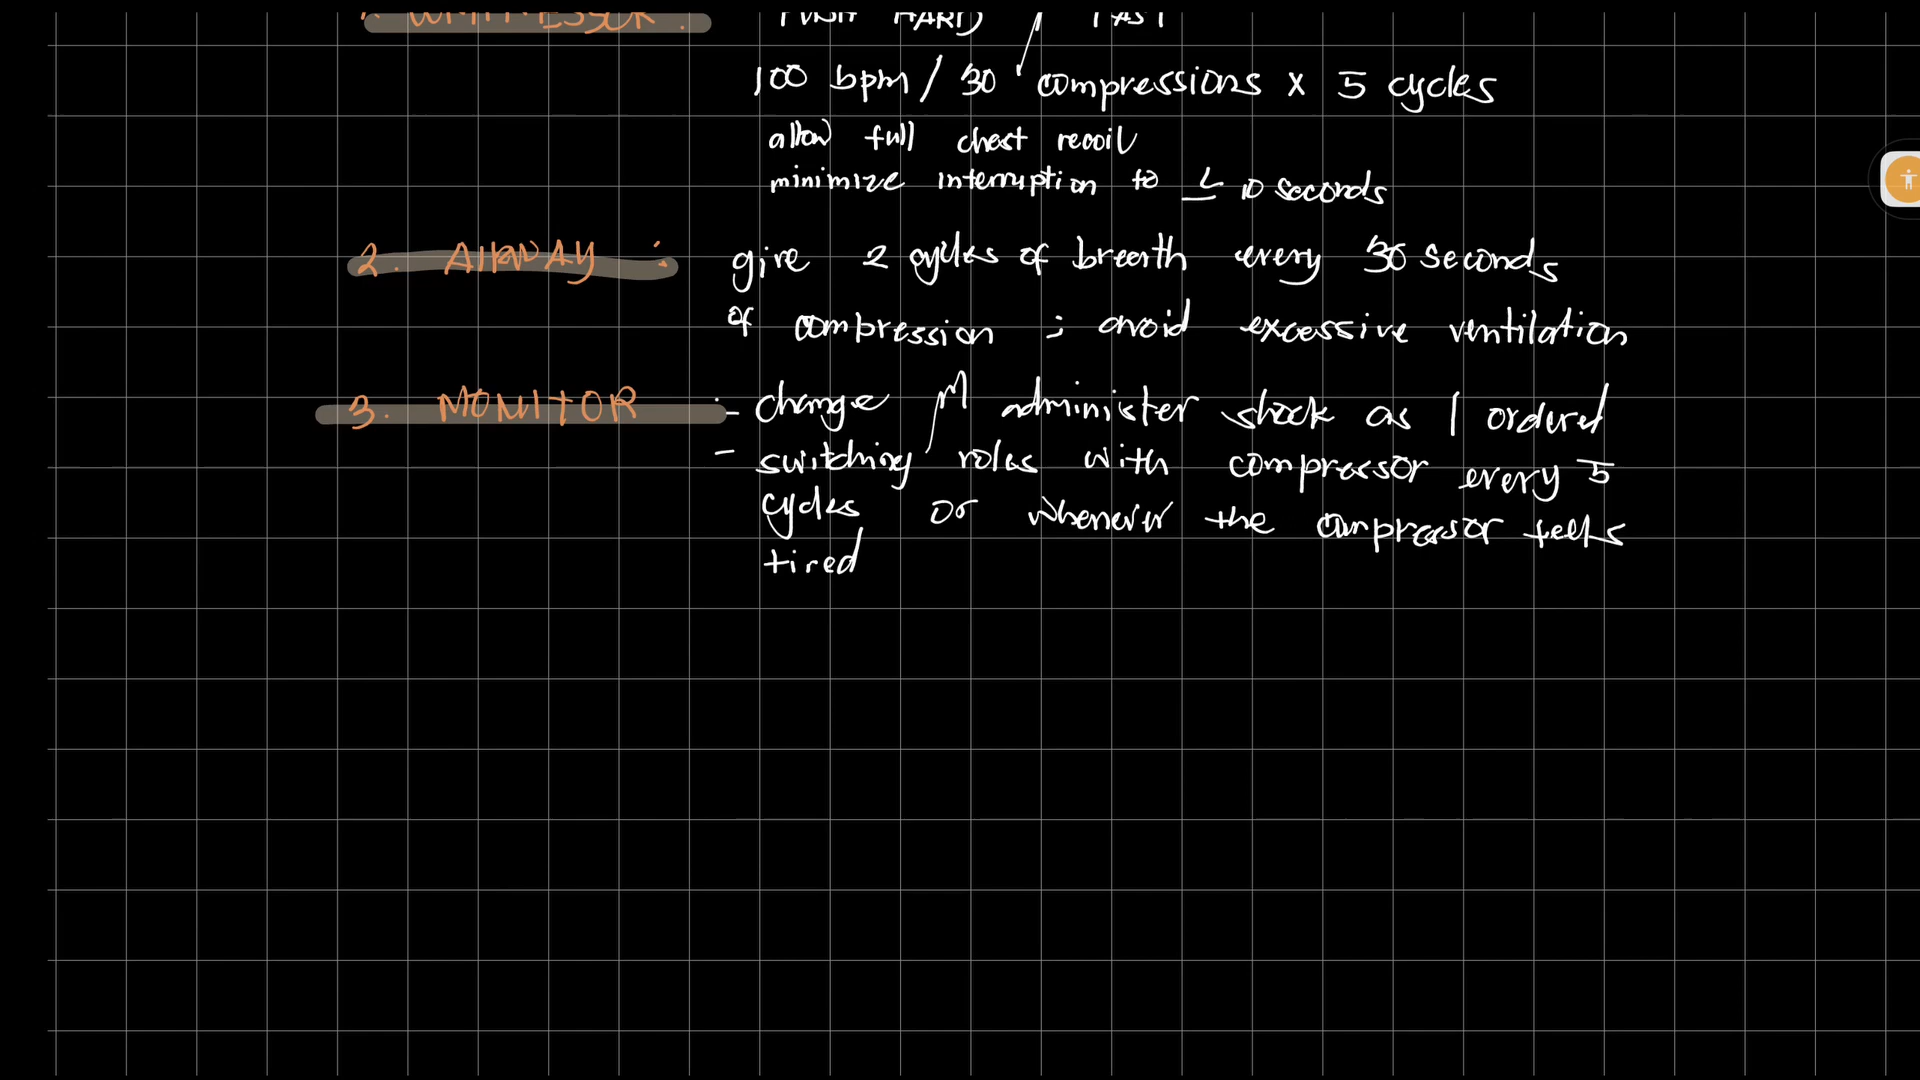 1. COMPRESSOR : PUSH HARD / FAST
100 bpm / 30 compressions x 5 cycles
allow full chest recoil
minimize interruption to ≤ 10 seconds
2. AIRWAY : give 2 cycles of breath every 30 seconds
of compression ; avoid excessive ventilation
3. MONITOR :- change / administer shock as ordered
- switching roles with compressor every 5
cycles or whenever the compressor feels
tired